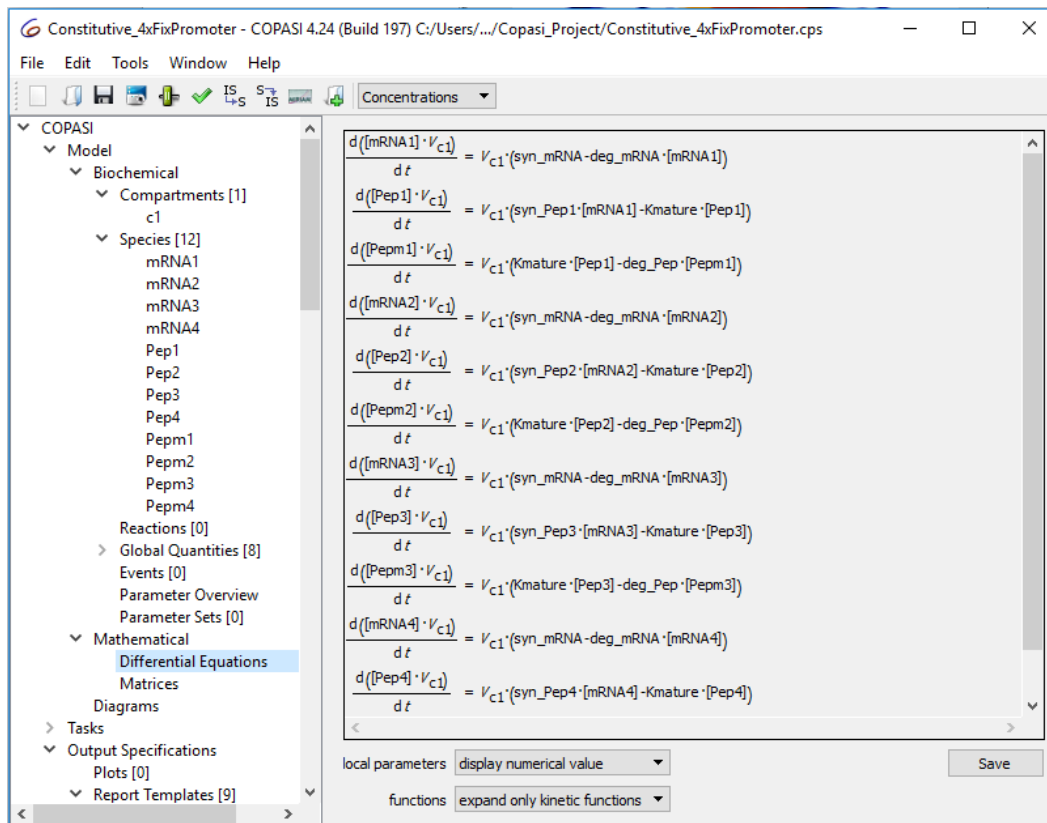 Constitutive_4xFixPromoter - COPASI 4.24 (Build 197) C:/Users/.../Copasi_Project/Constitutive_4xFixPromoter.cps
File Edit Tools Window Help
IS S S IS Concentrations
COPASI
Model
Biochemical
Compartments [1]
c1
Species [12]
mRNA1
mRNA2
mRNA3
mRNA4
Pep1
Pep2
Pep3
Pep4
Pepm1
Pepm2
Pepm3
Pepm4
Reactions [0]
Global Quantities [8]
Events [0]
Parameter Overview
Parameter Sets [0]
Mathematical
Differential Equations
Matrices
Diagrams
Tasks
Output Specifications
Plots [0]
Report Templates [9]
d([mRNA1]·Vc1)
dt
= Vc1·(syn_mRNA-deg_mRNA·[mRNA1])
d([Pep1]·Vc1)
dt
= Vc1·(syn_Pep1·[mRNA1]-Kmature·[Pep1])
d([Pepm1]·Vc1)
dt
= Vc1·(Kmature·[Pep1]-deg_Pep·[Pepm1])
d([mRNA2]·Vc1)
dt
= Vc1·(syn_mRNA-deg_mRNA·[mRNA2])
d([Pep2]·Vc1)
dt
= Vc1·(syn_Pep2·[mRNA2]-Kmature·[Pep2])
d([Pepm2]·Vc1)
dt
= Vc1·(Kmature·[Pep2]-deg_Pep·[Pepm2])
d([mRNA3]·Vc1)
dt
= Vc1·(syn_mRNA-deg_mRNA·[mRNA3])
d([Pep3]·Vc1)
dt
= Vc1·(syn_Pep3·[mRNA3]-Kmature·[Pep3])
d([Pepm3]·Vc1)
dt
= Vc1·(Kmature·[Pep3]-deg_Pep·[Pepm3])
d([mRNA4]·Vc1)
dt
= Vc1·(syn_mRNA-deg_mRNA·[mRNA4])
d([Pep4]·Vc1)
dt
= Vc1·(syn_Pep4·[mRNA4]-Kmature·[Pep4])
local parameters display numerical value Save
functions expand only kinetic functions